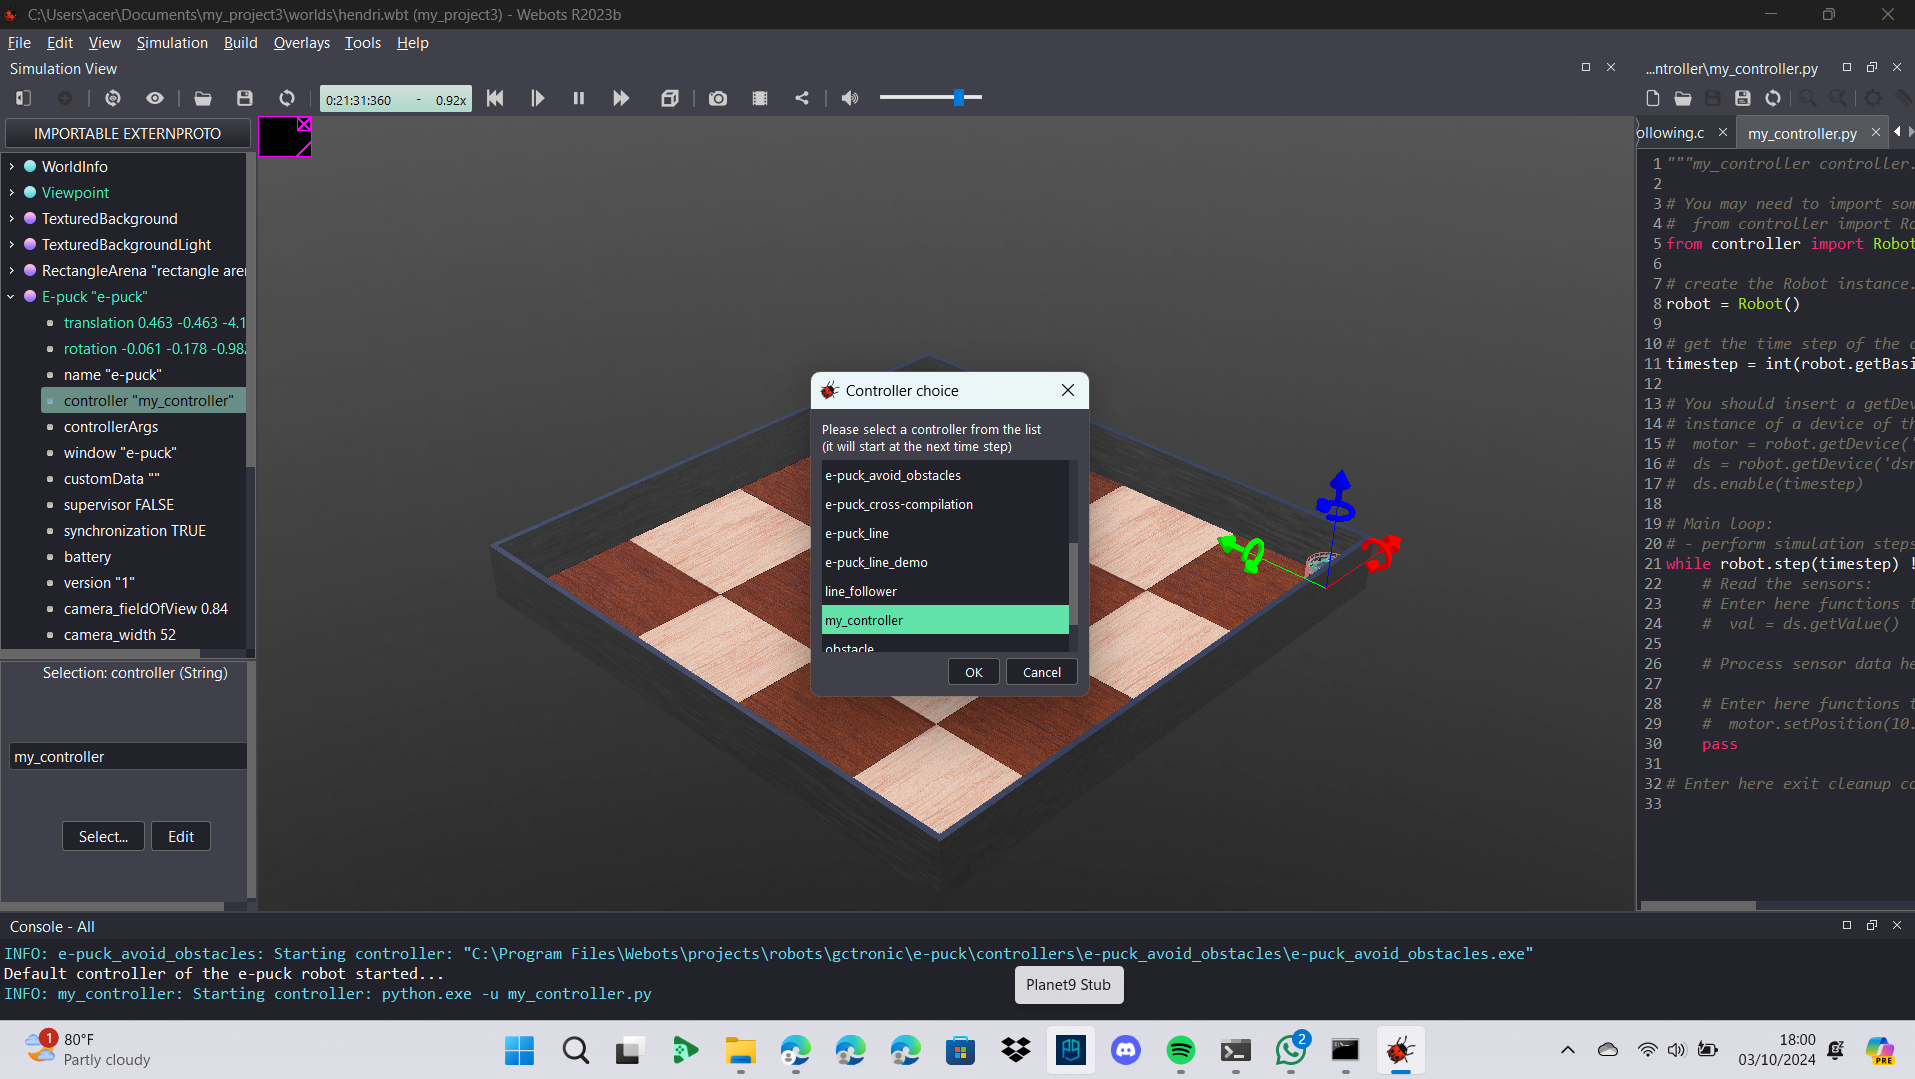 C:\Users\acer\Documents\my_project3\worlds\hendri.wbt (my_project3) - Webots R2023b
File Edit View Simulation Build Overlays Tools Help
Simulation View
0:21:31:360 - 0.92x
IMPORTABLE EXTERNPROTO
WorldInfo
Viewpoint
TexturedBackground
TexturedBackgroundLight
RectangleArena "rectangle are
E-puck "e-puck"
translation 0.463 -0.463 -4.1
rotation -0.061 -0.178 -0.982
name "e-puck"
controller "my_controller"
controllerArgs
window "e-puck"
customData ""
supervisor FALSE
synchronization TRUE
battery
version "1"
camera_fieldOfView 0.84
camera_width 52
Selection: controller (String)
my_controller
Select... Edit
Controller choice
Please select a controller from the list
(it will start at the next time step)
e-puck_avoid_obstacles
e-puck_cross-compilation
e-puck_line
e-puck_line_demo
line_follower
my_controller
obstacle
OK Cancel
...ntroller\my_controller.py
ollowing.c my_controller.py
1 """my_controller controller.
2
3 # You may need to import som
4 #  from controller import Ro
5 from controller import Robot
6
7 # create the Robot instance.
8 robot = Robot()
9
10 # get the time step of the c
11 timestep = int(robot.getBasi
12
13 # You should insert a getDev
14 # instance of a device of th
15 #  motor = robot.getDevice('
16 #  ds = robot.getDevice('dsn
17 #  ds.enable(timestep)
18
19 # Main loop:
20 # - perform simulation steps
21 while robot.step(timestep) !
22     # Read the sensors:
23     # Enter here functions t
24     #  val = ds.getValue()
25
26     # Process sensor data he
27
28     # Enter here functions t
29     #  motor.setPosition(10.
30     pass
31
32 # Enter here exit cleanup co
33
Console - All
INFO: e-puck_avoid_obstacles: Starting controller: "C:\Program Files\Webots\projects\robots\gctronic\e-puck\controllers\e-puck_avoid_obstacles\e-puck_avoid_obstacles.exe"
Default controller of the e-puck robot started...
INFO: my_controller: Starting controller: python.exe -u my_controller.py
Planet9 Stub
1
80°F
Partly cloudy
2
18:00
03/10/2024
PRE